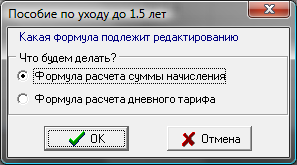 Пособие по уходу до 1.5 лет
Какая формула подлежит редактированию
Что будем делать?
Формула расчета суммы начисления
Формула расчета дневного тарифа
OK
Отмена